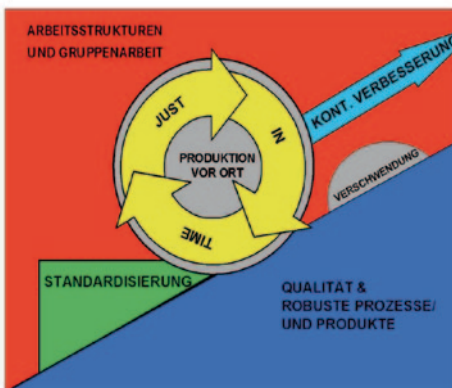 ARBEITSSTRUKTUREN
UND GRUPPENARBEIT
KONT. VERBESSERUNG
JUST
IN
TIME
PRODUKTION
VOR ORT
VERSCHWENDUNG
STANDARDISIERUNG
QUALITÄT &
ROBUSTE PROZESSE/
UND PRODUKTE